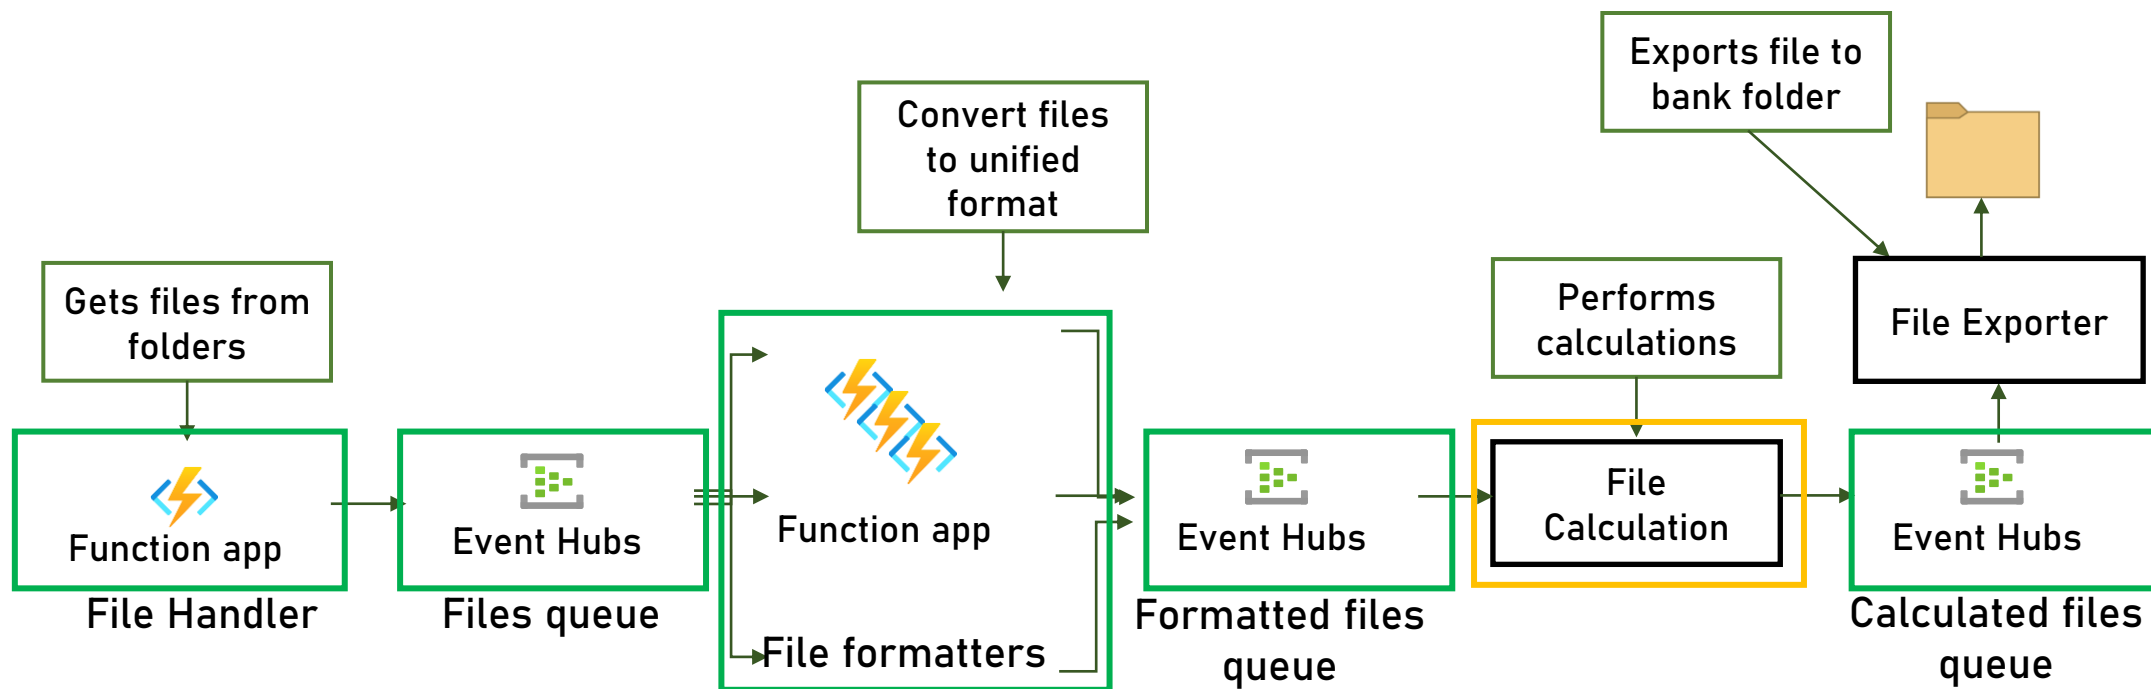 Exports file to
bank folder
Convert files
to unified
format
Gets files from
folders
Performs
calculations
File Exporter
Function app
File Handler
Event Hubs
Files queue
Function app
File formatters
Event Hubs
Formatted files
queue
File
Calculation
Event Hubs
Calculated files
queue